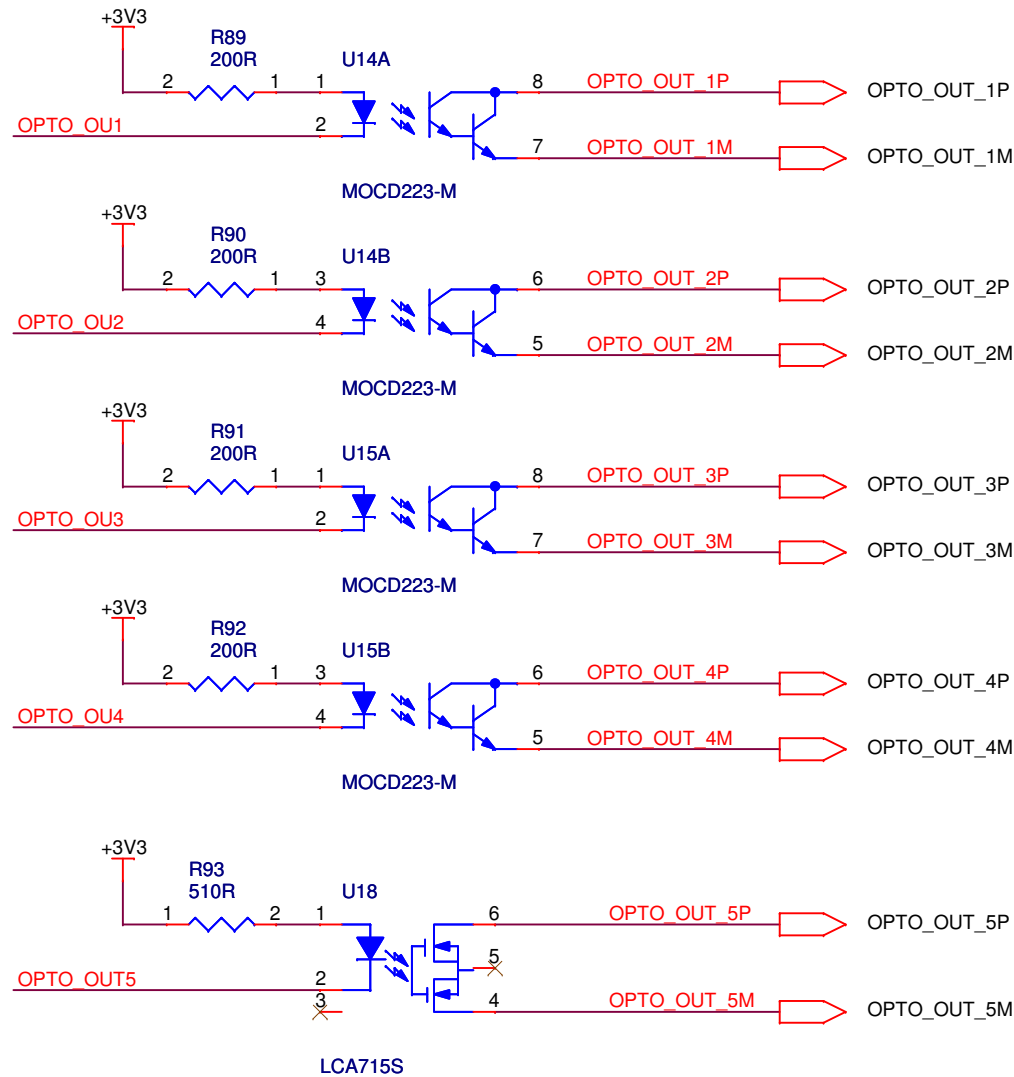 +3V3
R89
200R
U14A
2 1 1 8 OPTO_OUT_1P OPTO_OUT_1P
OPTO_OU1 2
7 OPTO_OUT_1M OPTO_OUT_1M
MOCD223-M
+3V3
R90
200R
U14B
2 1 3 6 OPTO_OUT_2P OPTO_OUT_2P
OPTO_OU2 4
5 OPTO_OUT_2M OPTO_OUT_2M
MOCD223-M
+3V3
R91
200R
U15A
2 1 1 8 OPTO_OUT_3P OPTO_OUT_3P
OPTO_OU3 2
7 OPTO_OUT_3M OPTO_OUT_3M
MOCD223-M
+3V3
R92
200R
U15B
2 1 3 6 OPTO_OUT_4P OPTO_OUT_4P
OPTO_OU4 4
5 OPTO_OUT_4M OPTO_OUT_4M
MOCD223-M
+3V3
R93
510R
U18
1 2 1 6 OPTO_OUT_5P OPTO_OUT_5P
5
OPTO_OUT5 2
3 4 OPTO_OUT_5M OPTO_OUT_5M
LCA715S